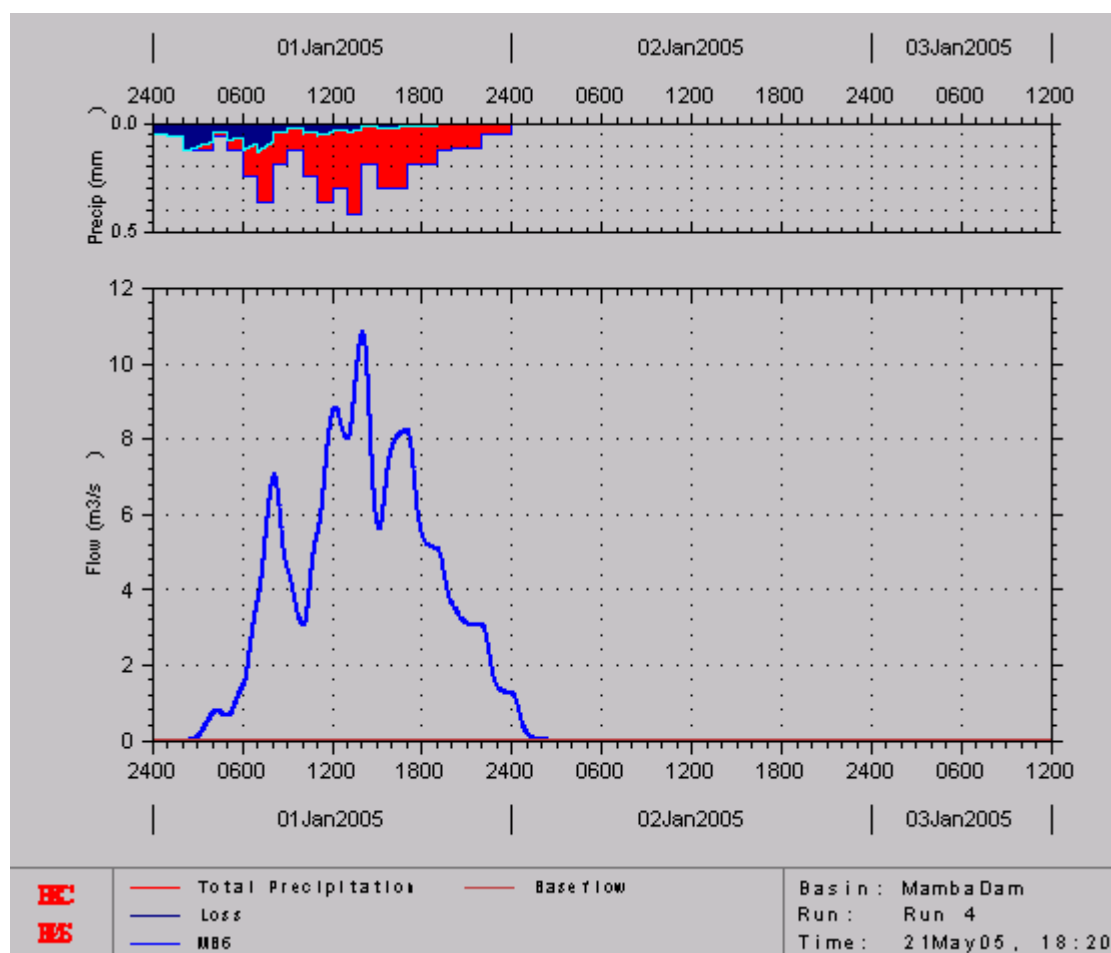 01Jan2005 02Jan2005 03Jan2005
2400 0600 1200 1800 2400 0600 1200 1800 2400 0600 1200
Precip (mm )
0.0
0.5
Flow (m3/s )
12
10
8
6
4
2
0
2400 0600 1200 1800 2400 0600 1200 1800 2400 0600 1200
01Jan2005 02Jan2005 03Jan2005
HEC
HMS
Total Precipitation Baseflow
Loss
MB6
Basin: MambaDam
Run: Run 4
Time: 21May05, 18:20